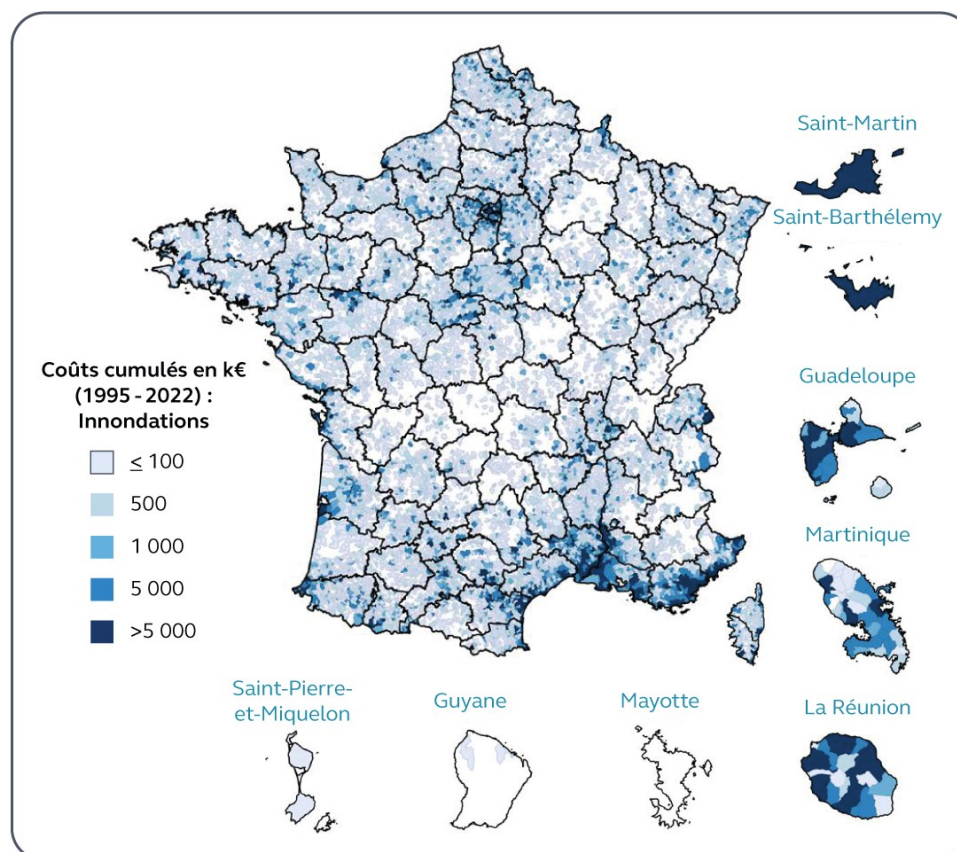 Saint-Martin
Saint-Barthélemy
Coûts cumulés en k€
(1995 - 2022) :
Innondations
≤ 100
500
1 000
5 000
>5 000
Guadeloupe
Martinique
Saint-Pierre-
et-Miquelon
Guyane
Mayotte
La Réunion